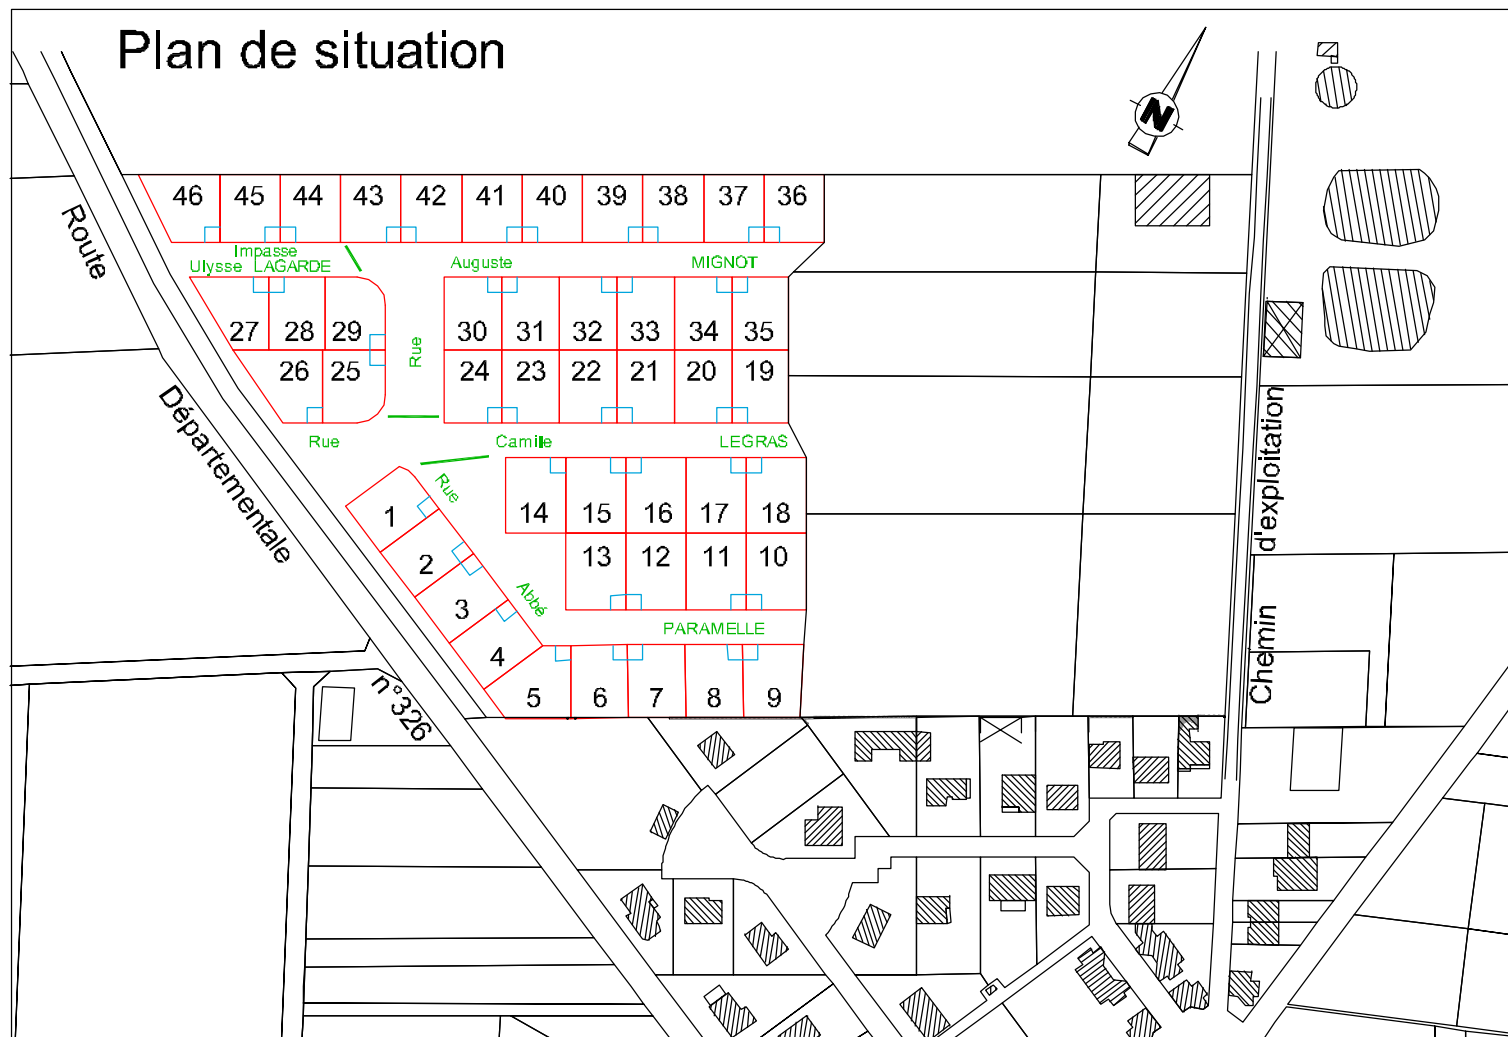 Plan de situation
N
46 45 44 43 42 41 40 39 38 37 36
Route
Impasse
Ulysse LAGARDE
Auguste
MIGNOT
27 28 29 30 31 32 33 34 35
Rue
26 25 24 23 22 21 20 19
Départementale
Rue
Camille
LEGRAS
Rue
1
14 15 16 17 18
2
13 12 11 10
3
Abbé
PARAMELLE
4
5 6 7 8 9
n°326
Chemin
d'exploitation